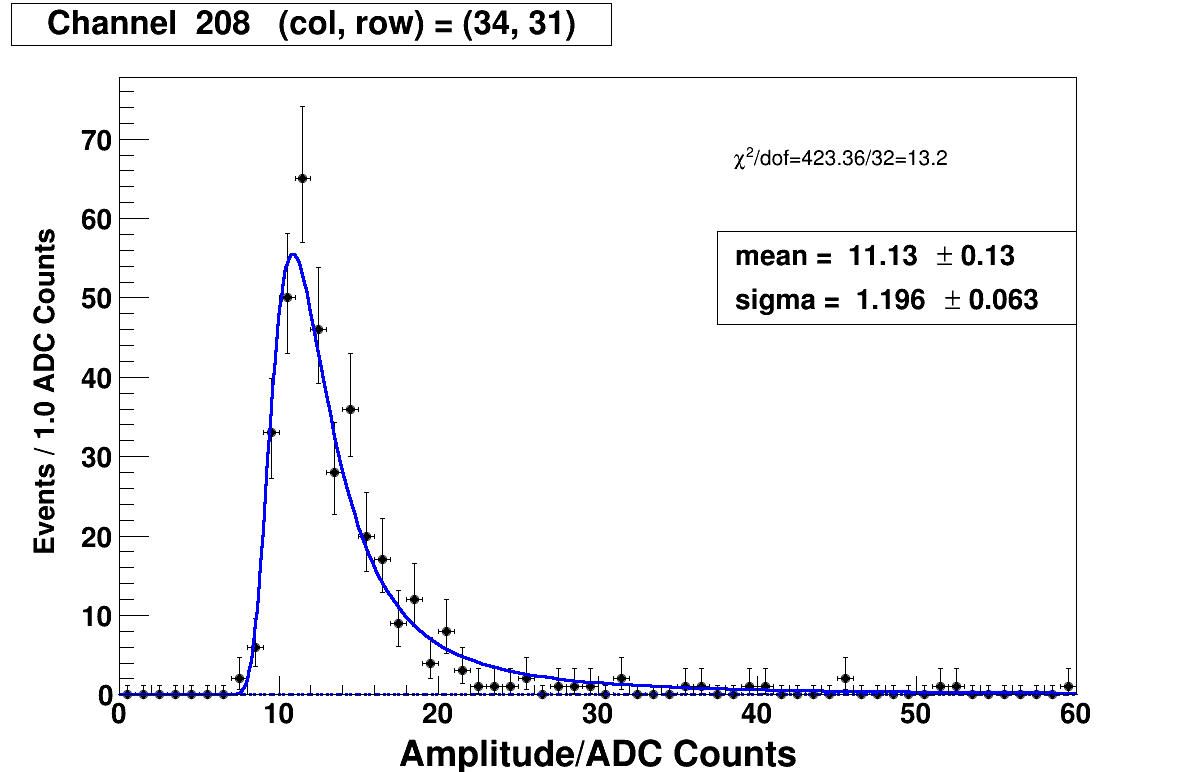 Channel 208 (col, row) = (34, 31)
χ²/dof=423.36/32=13.2
mean = 11.13 ± 0.13
sigma = 1.196 ± 0.063
Events / 1.0 ADC Counts
70
60
50
40
30
20
10
0
0 10 20 30 40 50 60
Amplitude/ADC Counts